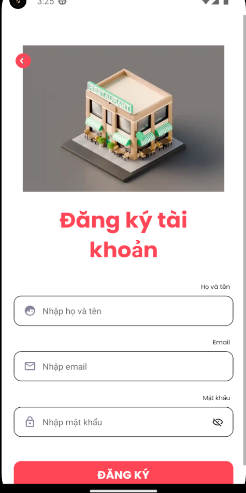 3:25
RESTAURANT
Đăng ký tài
khoản
Họ và tên
Nhập họ và tên
Email
Nhập email
Mật khẩu
Nhập mật khẩu
ĐĂNG KÝ